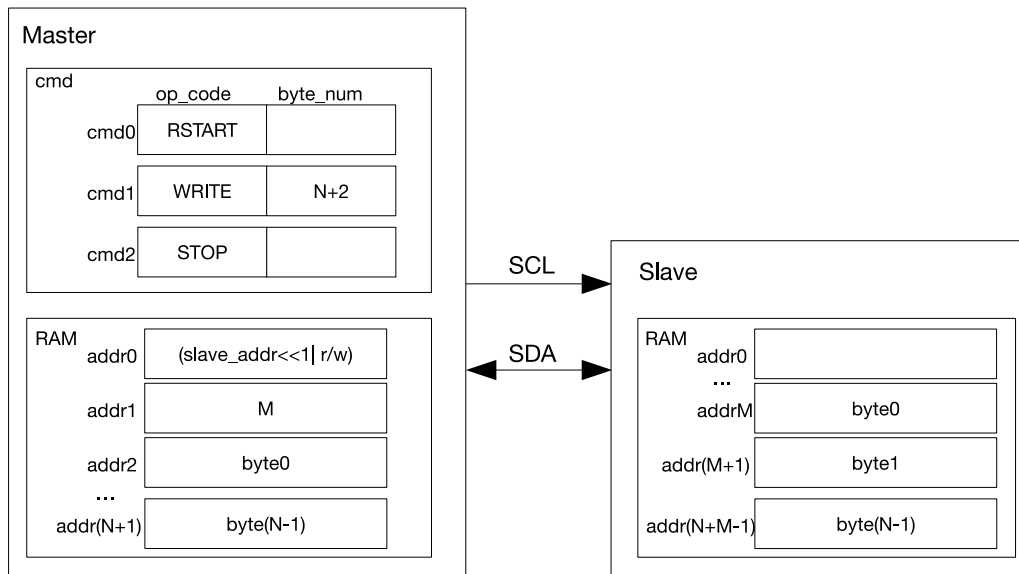 Master
cmd
op_code byte_num
cmd0 RSTART
cmd1 WRITE N+2
cmd2 STOP
RAM
addr0 (slave_addr<<1| r/w)
addr1 M
addr2 byte0
...
addr(N+1) byte(N-1)
SCL
SDA
Slave
RAM
addr0
...
addrM byte0
addr(M+1) byte1
addr(N+M-1) byte(N-1)